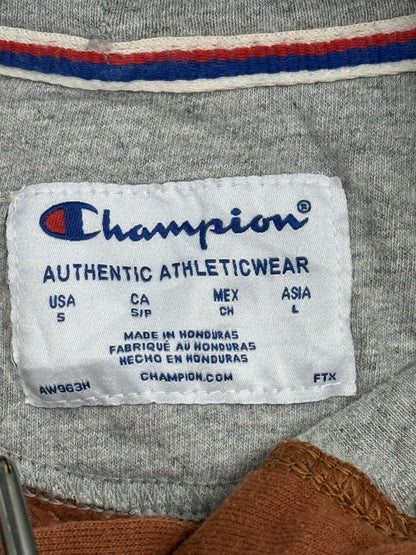 Champion®
AUTHENTIC ATHLETICWEAR
USA CA MEX ASIA
S S/P CH L
MADE IN HONDURAS
FABRIQUÉ AU HONDURAS
HECHO EN HONDURAS
CHAMPION.COM
AW963H FTX